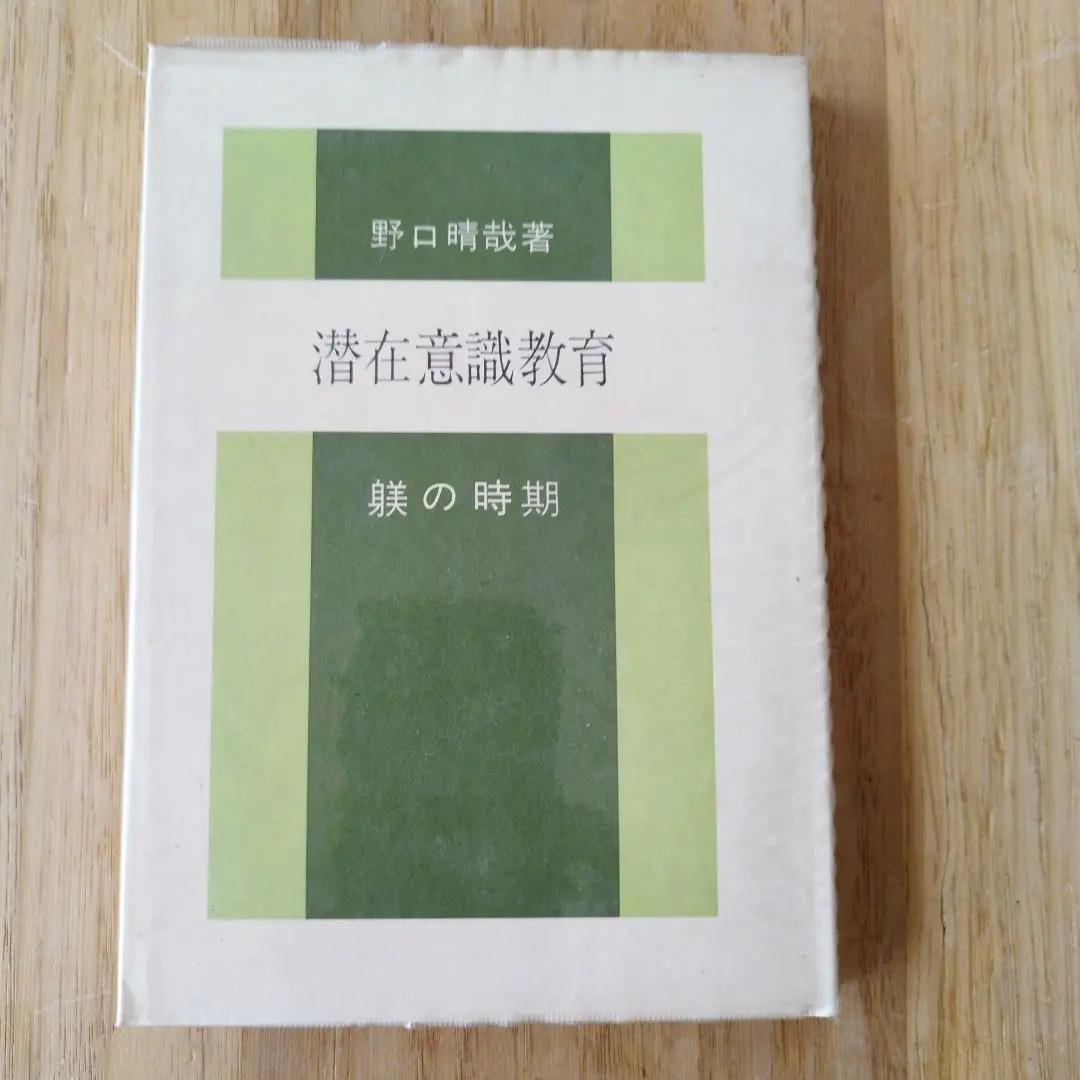 野口晴哉著
潜在意識教育
躾の時期